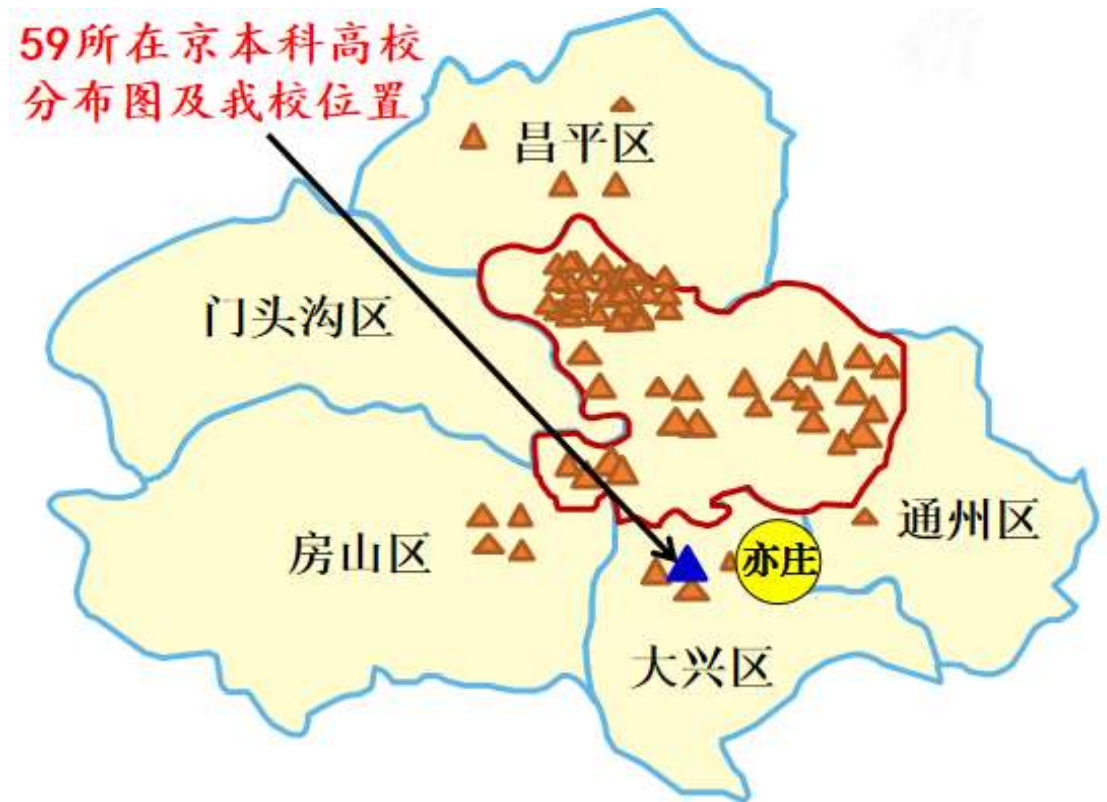 59所在京本科高校
分布图及我校位置
昌平区
门头沟区
通州区
房山区
亦庄
大兴区